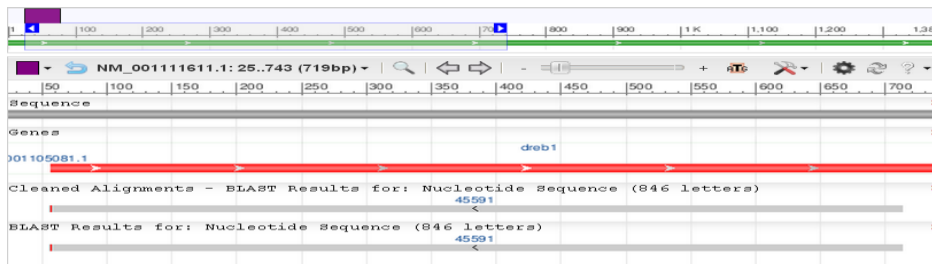 1 100 200 300 400 500 600 700 800 900 1K 1,100 1,200 1,38
NM_001111611.1: 25..743 (719bp) - + ATG ?
50 100 150 200 250 300 350 400 450 500 550 600 650 700
Sequence
Genes
dreb1
001105081.1
Cleaned Alignments - BLAST Results for: Nucleotide Sequence (846 letters)
45591
BLAST Results for: Nucleotide Sequence (846 letters)
45591